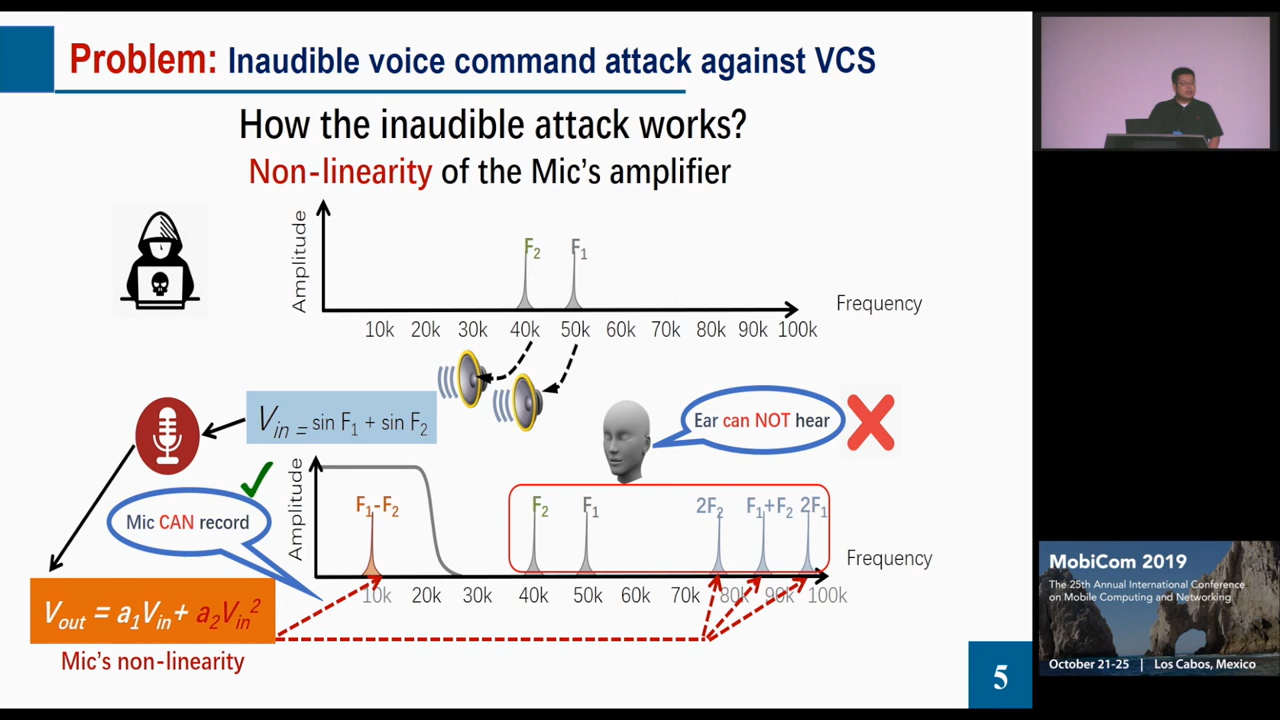 Problem: Inaudible voice command attack against VCS
How the inaudible attack works?
Non-linearity of the Mic's amplifier
Amplitude
F₂ F₁
Frequency
10k 20k 30k 40k 50k 60k 70k 80k 90k 100k
Vin = sin F₁ + sin F₂
Ear can NOT hear
Mic CAN record
Amplitude
F₁-F₂ F₂ F₁ 2F₂ F₁+F₂ 2F₁
Frequency
10k 20k 30k 40k 50k 60k 70k 80k 90k 100k
Vout = a₁Vin + a₂Vin²
Mic's non-linearity
5
MobiCom 2019
The 25th Annual International Conference
on Mobile Computing and Networking
October 21-25 | Los Cabos, Mexico